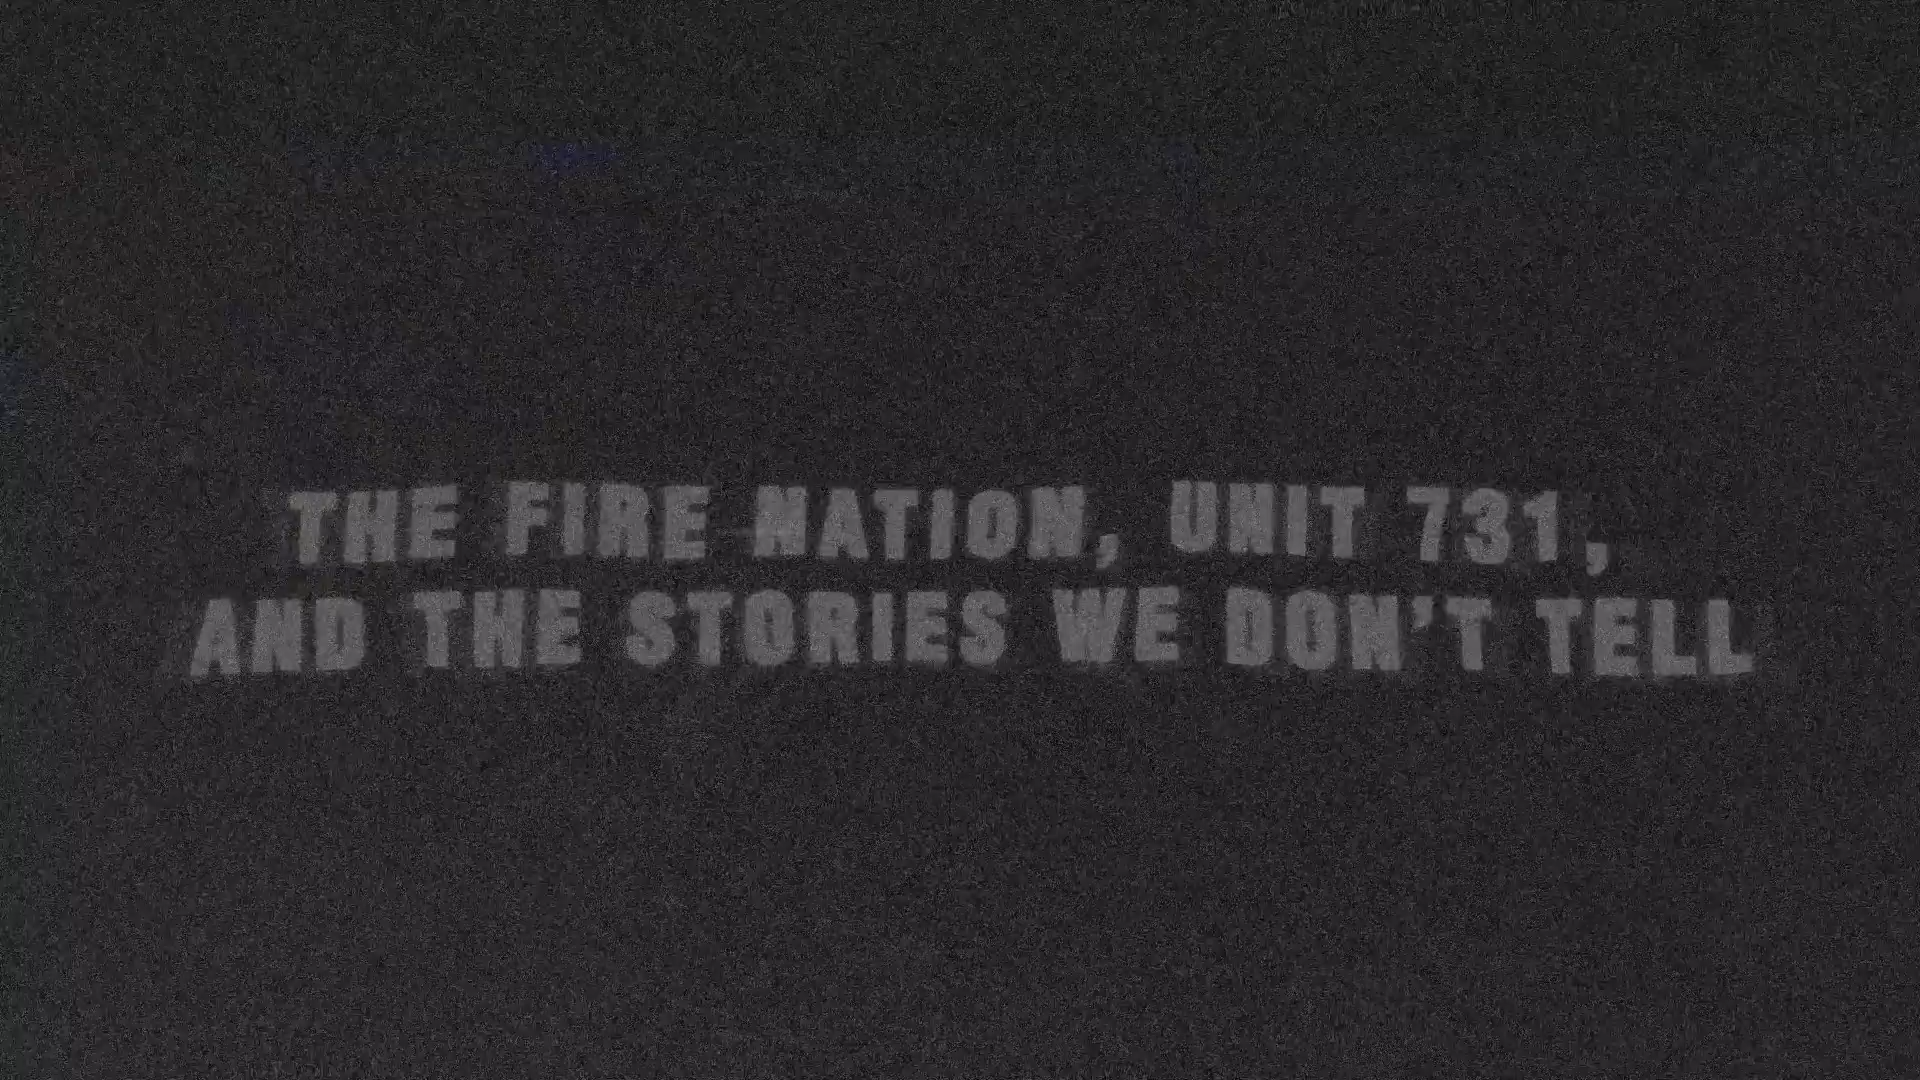 THE FIRE NATION, UNIT 731,
AND THE STORIES WE DON'T TELL